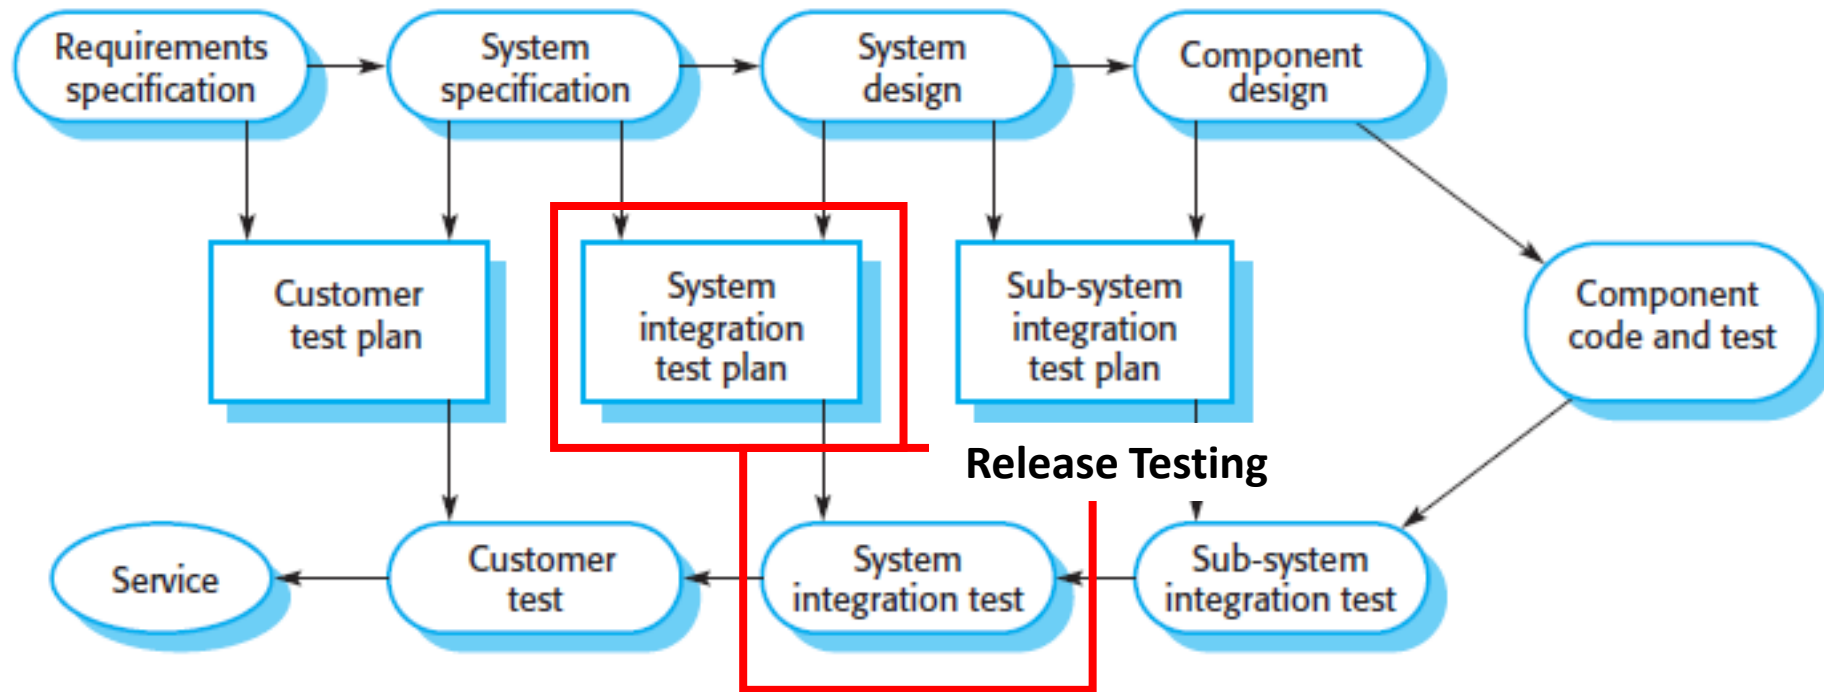 Requirements
specification
System
specification
System
design
Component
design
Customer
test plan
System
integration
test plan
Sub-system
integration
test plan
Component
code and test
Release Testing
Service
Customer
test
System
integration test
Sub-system
integration test